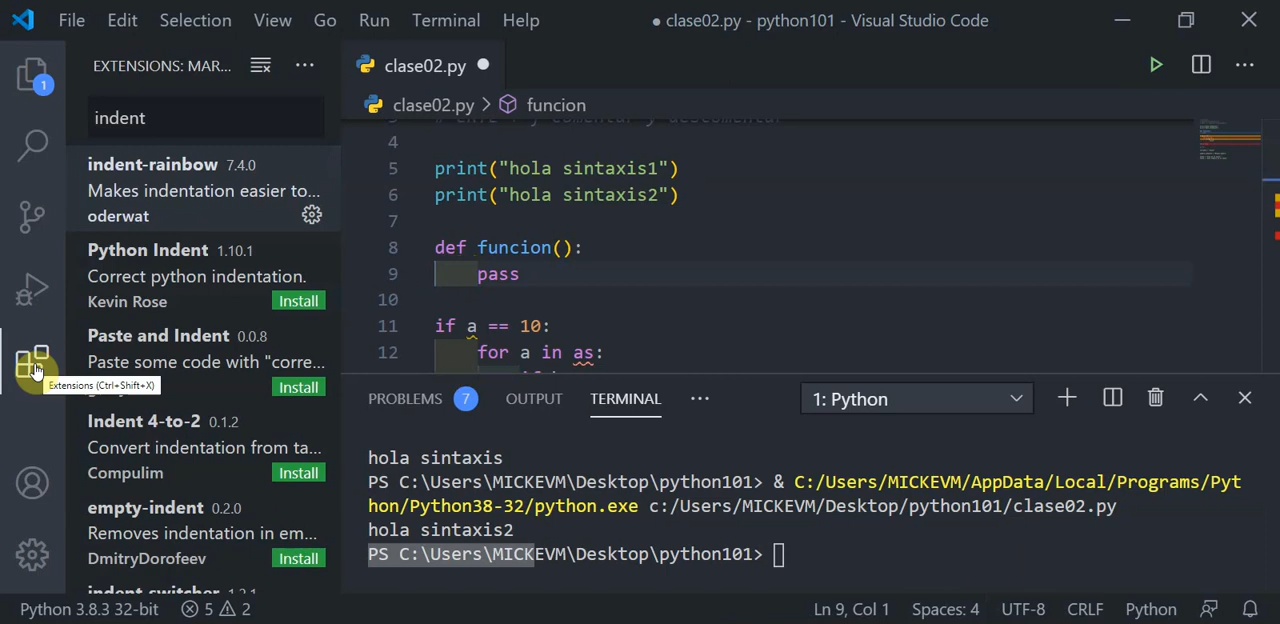 File Edit Selection View Go Run Terminal Help
● clase02.py - python101 - Visual Studio Code
1
EXTENSIONS: MAR...
indent
indent-rainbow 7.4.0
Makes indentation easier to...
oderwat
Python Indent 1.10.1
Correct python indentation.
Kevin Rose Install
Paste and Indent 0.0.8
Paste some code with "corre...
Install
Extensions (Ctrl+Shift+X)
Indent 4-to-2 0.1.2
Convert indentation from ta...
Compulim Install
empty-indent 0.2.0
Removes indentation in em...
DmitryDorofeev Install
indent-switcher 1.2.1
clase02.py ●
clase02.py > funcion
4
5 print("hola sintaxis1")
6 print("hola sintaxis2")
7
8 def funcion():
9 pass
10
11 if a == 10:
12 for a in as:
PROBLEMS 7 OUTPUT TERMINAL ... 1: Python
hola sintaxis
PS C:\Users\MICKEVM\Desktop\python101> & C:/Users/MICKEVM/AppData/Local/Programs/Pyt
hon/Python38-32/python.exe c:/Users/MICKEVM/Desktop/python101/clase02.py
hola sintaxis2
PS C:\Users\MICKEVM\Desktop\python101>
Python 3.8.3 32-bit 5 2 Ln 9, Col 1 Spaces: 4 UTF-8 CRLF Python